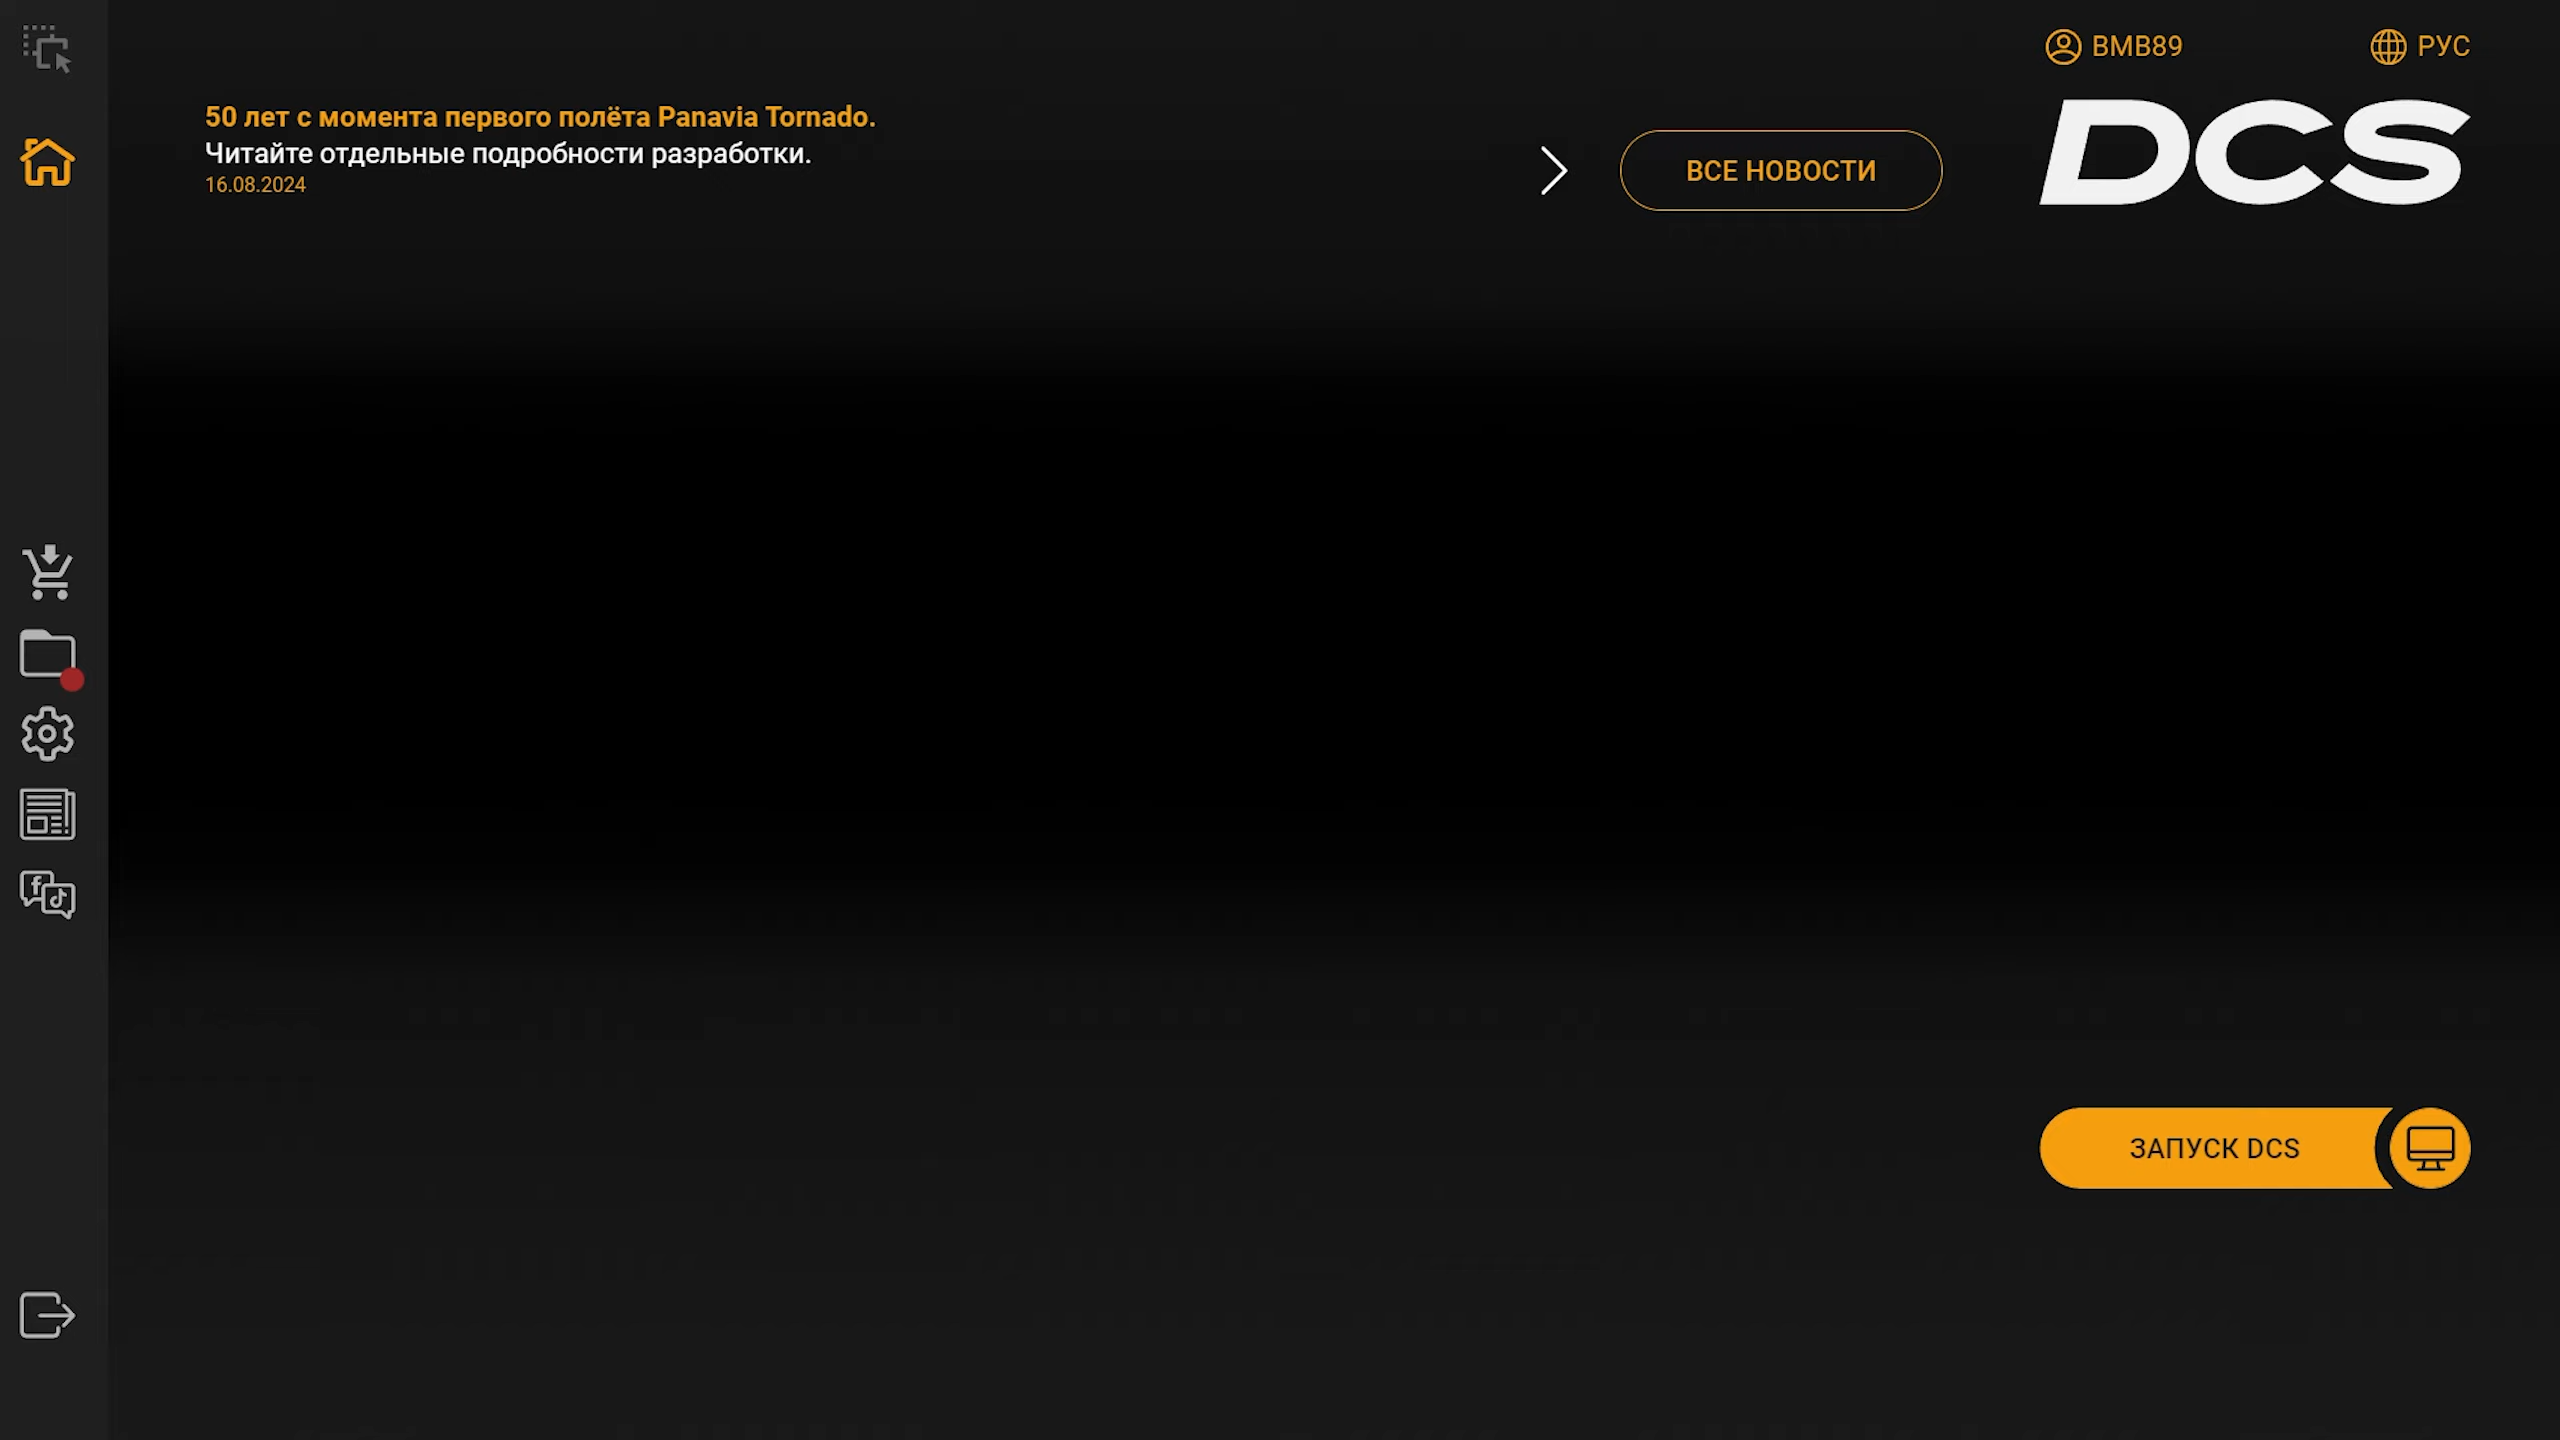 BMB89
РУС
50 лет с момента первого полёта Panavia Tornado.
Читайте отдельные подробности разработки.
16.08.2024
ВСЕ НОВОСТИ
DCS
ЗАПУСК DCS